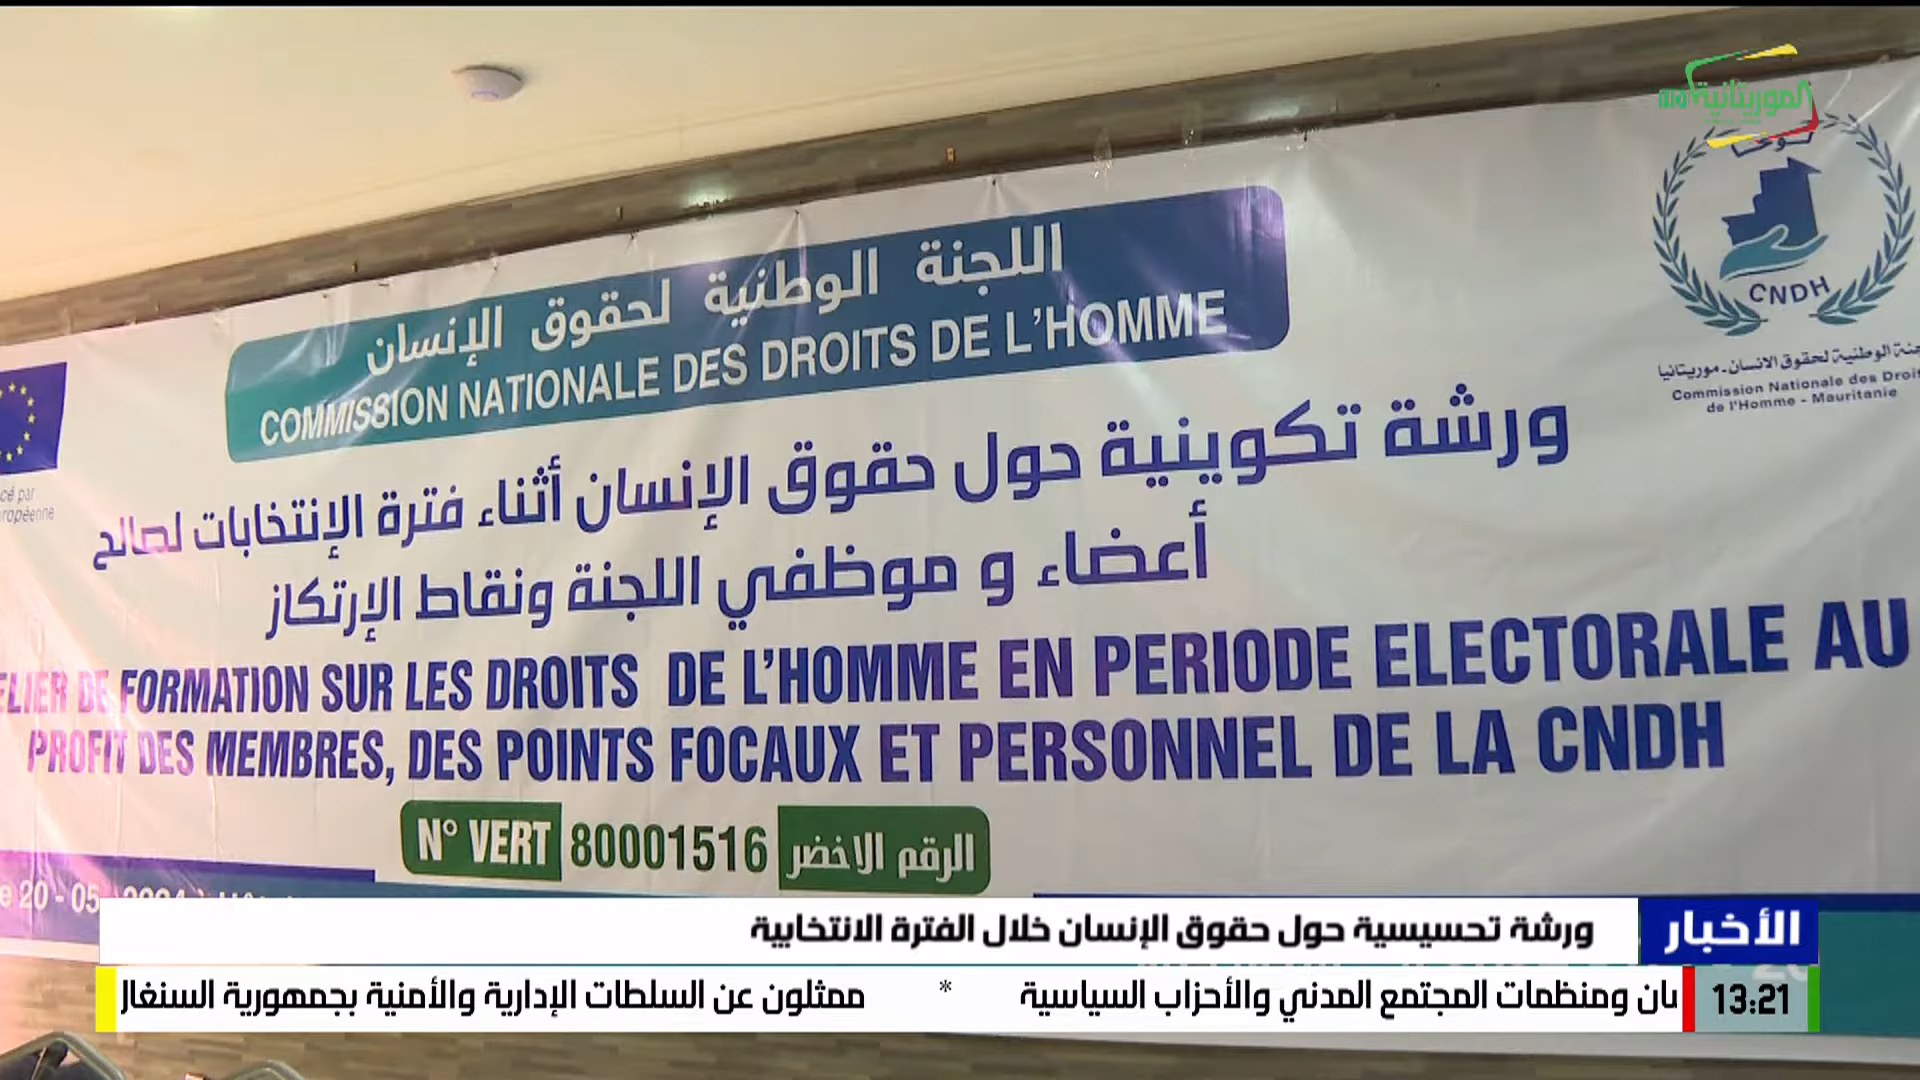 الموريتانية
اللجنة الوطنية لحقوق الإنسان
COMMISSION NATIONALE DES DROITS DE L'HOMME
CNDH
الوطنية لحقوق الانسان - موريتانيا
Commission Nationale des
de l'Homme - Mauritanie
ورشة تكوينية حول حقوق الإنسان أثناء فترة الإنتخابات لصالح
أعضاء و موظفي اللجنة ونقاط الإرتكاز
par
DE FORMATION SUR LES DROITS DE L'HOMME EN PERIODE ELECTORALE AU
PROFIT DES MEMBRES, DES POINTS FOCAUX ET PERSONNEL DE LA CNDH
N° VERT 80001516 الرقم الاخضر
20 - 05
الأخبار
ورشة تحسيسية حول حقوق الإنسان خلال الفترة الانتخابية
13:21
ومنظمات المجتمع المدني والأحزاب السياسية * ممثلون عن السلطات الإدارية والأمنية بجمهورية السنغال